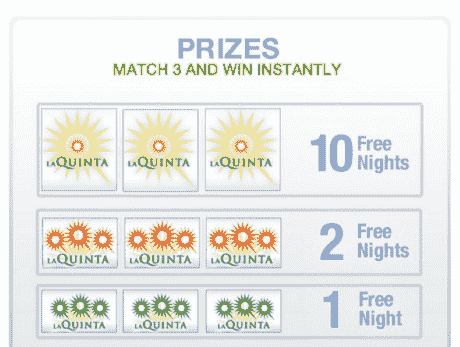 PRIZES
MATCH 3 AND WIN INSTANTLY
LAQUINTA LAQUINTA LAQUINTA
10 Free Nights
LAQUINTA LAQUINTA LAQUINTA
2 Free Nights
LAQUINTA LAQUINTA LAQUINTA
1 Free Night